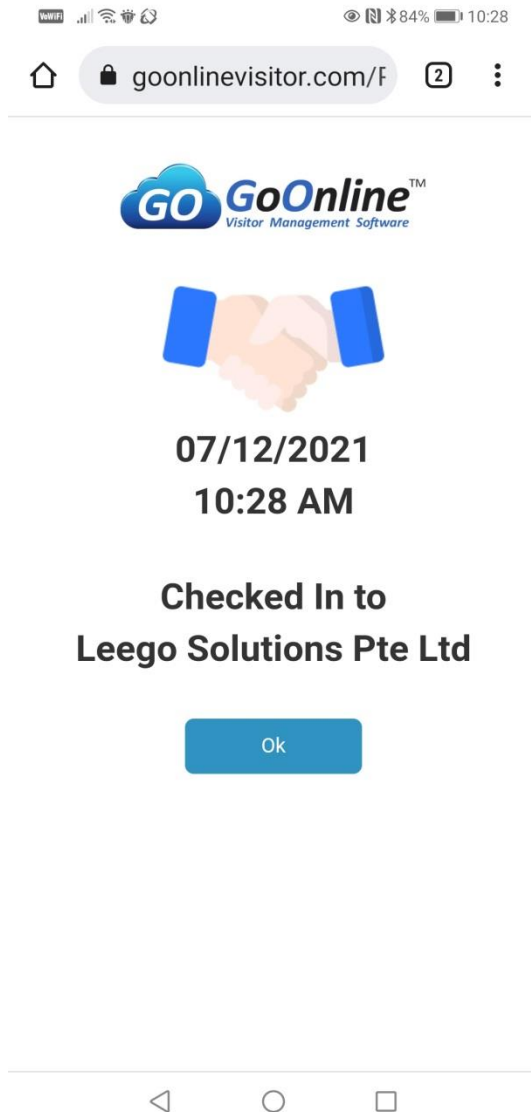 VoWiFi 84% 10:28
goonlinevisitor.com/F 2
GO GoOnline™
Visitor Management Software
07/12/2021
10:28 AM
Checked In to
Leego Solutions Pte Ltd
Ok